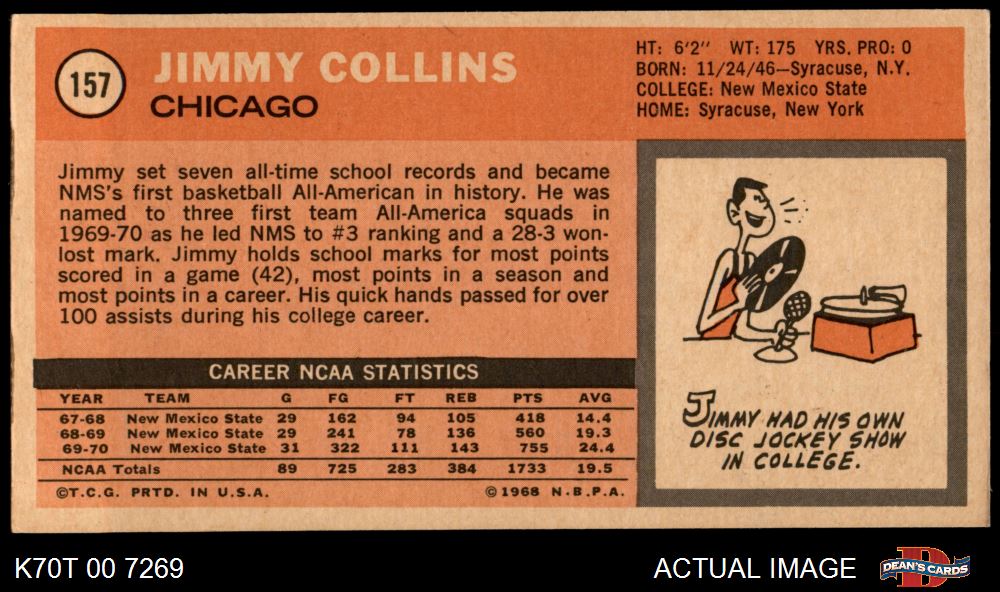 157
JIMMY COLLINS
CHICAGO
HT: 6'2" WT: 175 YRS. PRO: 0
BORN: 11/24/46—Syracuse, N.Y.
COLLEGE: New Mexico State
HOME: Syracuse, New York
Jimmy set seven all-time school records and became
NMS's first basketball All-American in history. He was
named to three first team All-America squads in
1969-70 as he led NMS to #3 ranking and a 28-3 won-
lost mark. Jimmy holds school marks for most points
scored in a game (42), most points in a season and
most points in a career. His quick hands passed for over
100 assists during his college career.
CAREER NCAA STATISTICS
YEAR TEAM G FG FT REB PTS AVG
67-68 New Mexico State 29 162 94 105 418 14.4
68-69 New Mexico State 29 241 78 136 560 19.3
69-70 New Mexico State 31 322 111 143 755 24.4
NCAA Totals 89 725 283 384 1733 19.5
©T.C.G. PRTD. IN U.S.A. ©1968 N.B.P.A.
JIMMY HAD HIS OWN
DISC JOCKEY SHOW
IN COLLEGE.
K70T 00 7269
ACTUAL IMAGE
D
DEAN'S CARDS